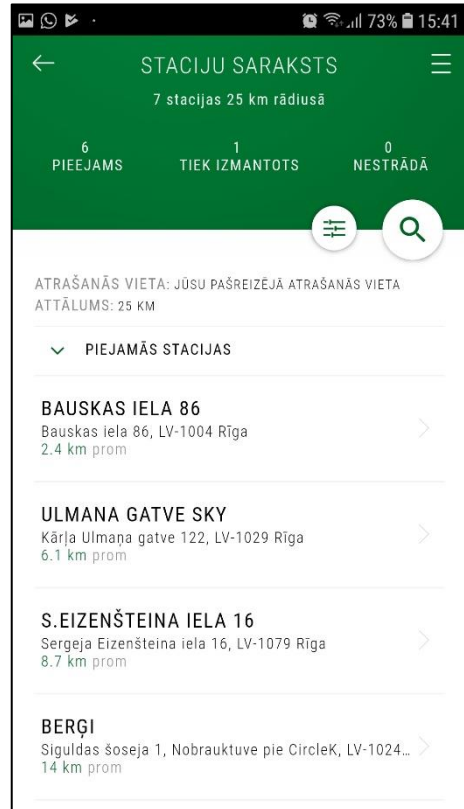 73% 15:41
STACIJU SARAKSTS
7 stacijas 25 km rādiusā
6 1 0
PIEEJAMS TIEK IZMANTOTS NESTRĀDĀ
ATRAŠANĀS VIETA: JŪSU PAŠREIZĒJĀ ATRAŠANĀS VIETA
ATTĀLUMS: 25 KM
PIEJAMĀS STACIJAS
BAUSKAS IELA 86
Bauskas iela 86, LV-1004 Rīga
2.4 km prom
ULMANA GATVE SKY
Kārļa Ulmaņa gatve 122, LV-1029 Rīga
6.1 km prom
S.EIZENŠTEINA IELA 16
Sergeja Eizenšteina iela 16, LV-1079 Rīga
8.7 km prom
BERĢI
Siguldas šoseja 1, Nobrauktuve pie CircleK, LV-1024...
14 km prom